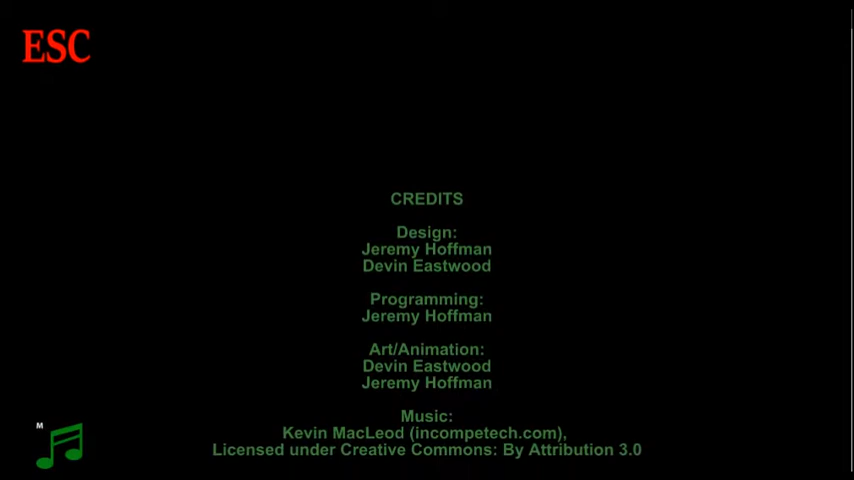 ESC
CREDITS
Design:
Jeremy Hoffman
Devin Eastwood
Programming:
Jeremy Hoffman
Art/Animation:
Devin Eastwood
Jeremy Hoffman
Music:
Kevin MacLeod (incompetech.com),
Licensed under Creative Commons: By Attribution 3.0
M